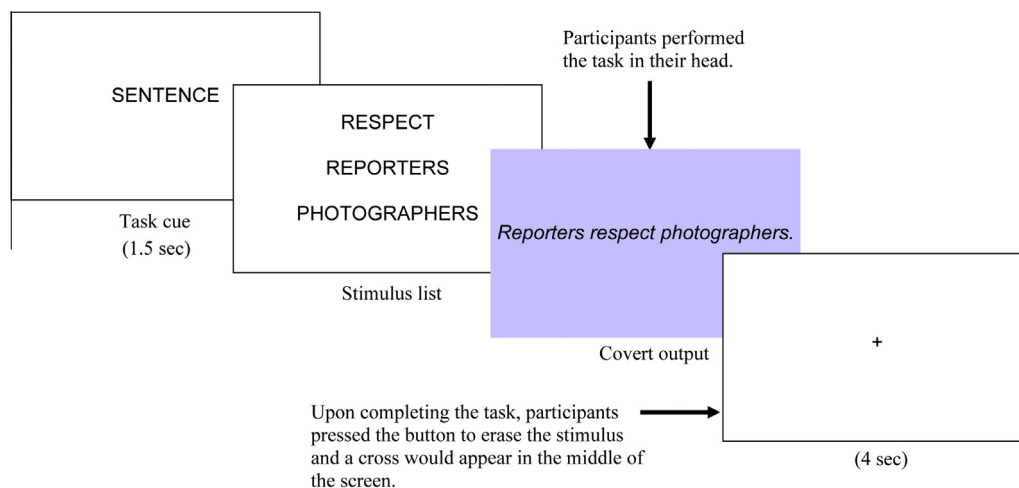 SENTENCE
Task cue
(1.5 sec)
RESPECT
REPORTERS
PHOTOGRAPHERS
Stimulus list
Participants performed
the task in their head.
Reporters respect photographers.
Covert output
Upon completing the task, participants
pressed the button to erase the stimulus
and a cross would appear in the middle of
the screen.
+
(4 sec)